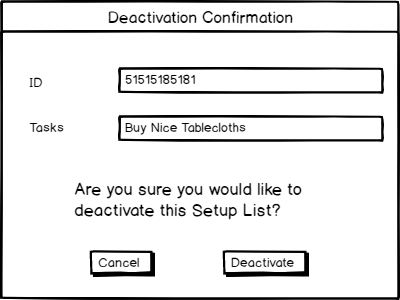 Deactivation Confirmation
ID
51515185181
Tasks
Buy Nice Tablecloths
Are you sure you would like to
deactivate this Setup List?
Cancel
Deactivate